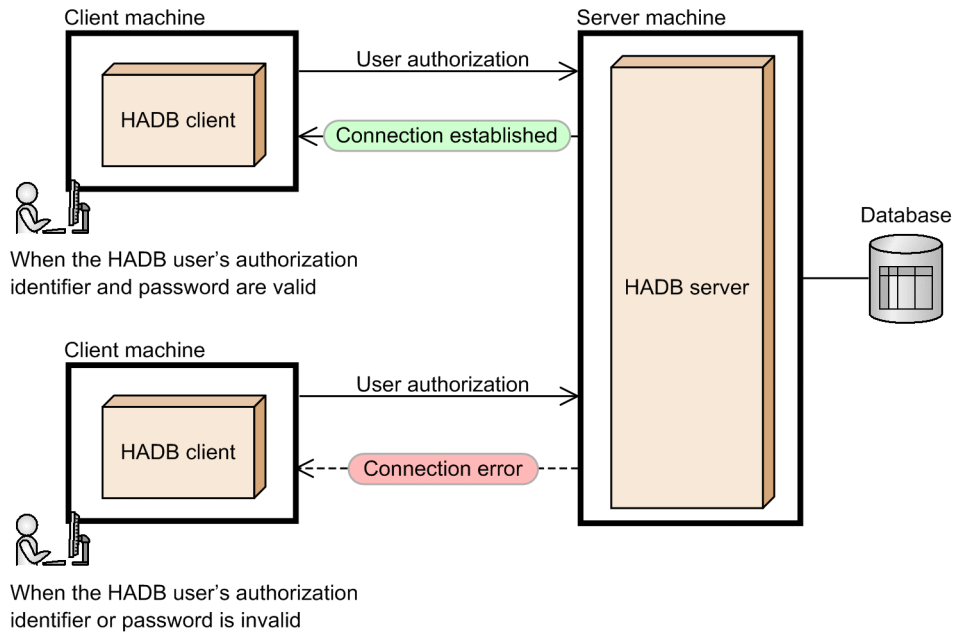 Client machine
Server machine
User authorization
HADB client
Connection established
When the HADB user's authorization
identifier and password are valid
Database
HADB server
Client machine
User authorization
HADB client
Connection error
When the HADB user's authorization
identifier or password is invalid